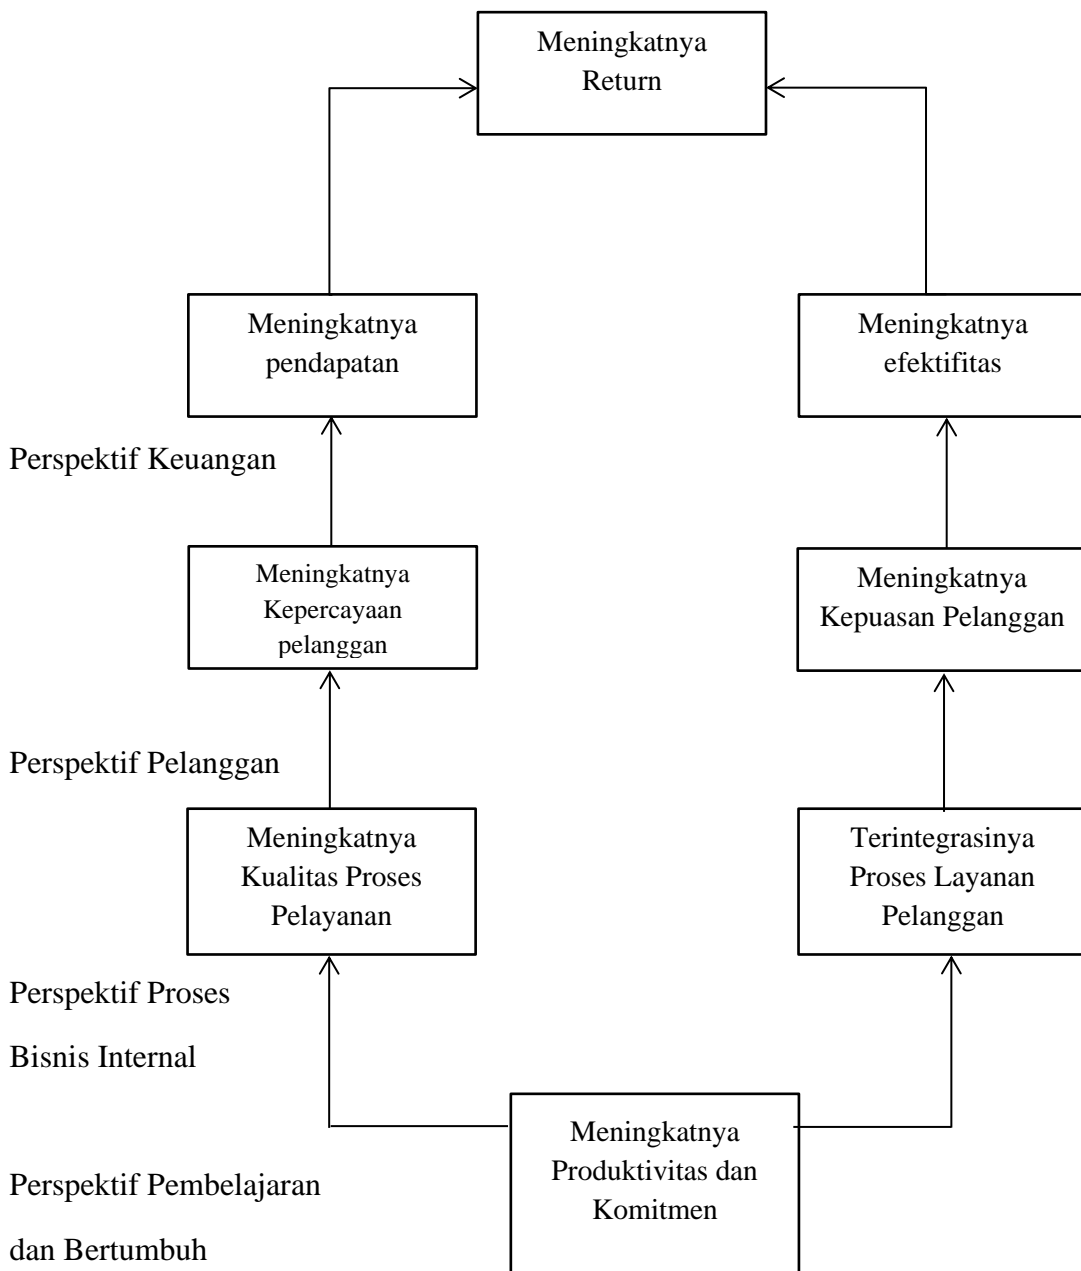 Meningkatnya
Return
Meningkatnya
pendapatan
Meningkatnya
efektifitas
Perspektif Keuangan
Meningkatnya
Kepercayaan
pelanggan
Meningkatnya
Kepuasan Pelanggan
Perspektif Pelanggan
Meningkatnya
Kualitas Proses
Pelayanan
Terintegrasinya
Proses Layanan
Pelanggan
Perspektif Proses
Bisnis Internal
Meningkatnya
Produktivitas dan
Komitmen
Perspektif Pembelajaran
dan Bertumbuh